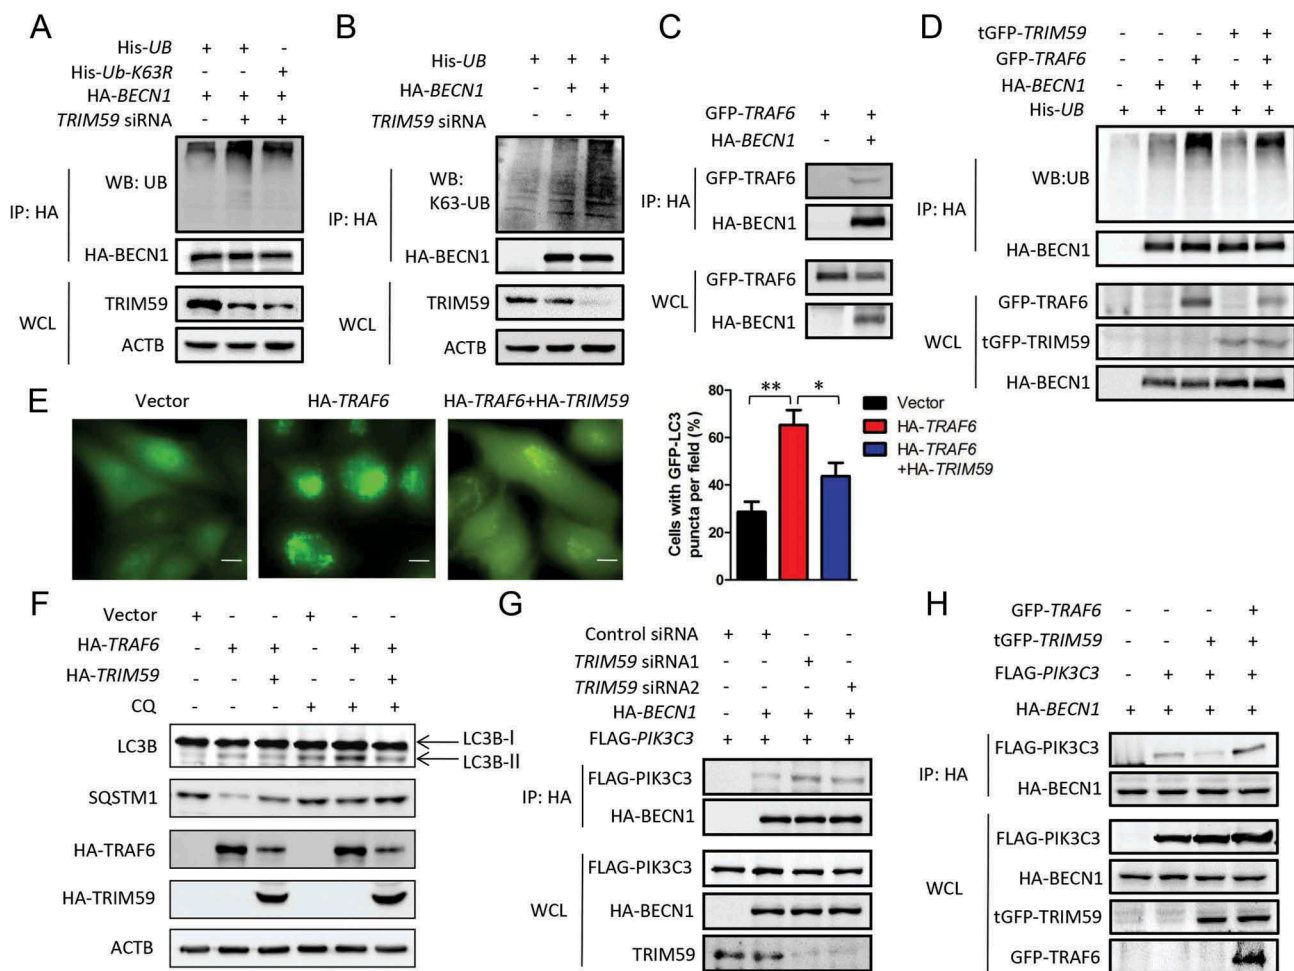 A
His-UB + + -
His-Ub-K63R - - +
HA-BECN1 + + +
TRIM59 siRNA - + +
IP: HA
WB: UB
HA-BECN1
WCL
TRIM59
ACTB
B
His-UB + + +
HA-BECN1 - + +
TRIM59 siRNA - - +
IP: HA
WB:
K63-UB
HA-BECN1
WCL
TRIM59
ACTB
C
GFP-TRAF6 + +
HA-BECN1 - +
IP: HA
GFP-TRAF6
HA-BECN1
WCL
GFP-TRAF6
HA-BECN1
D
tGFP-TRIM59 - - - + +
GFP-TRAF6 - - + - +
HA-BECN1 - + + + +
His-UB + + + + +
IP: HA
WB:UB
HA-BECN1
WCL
GFP-TRAF6
tGFP-TRIM59
HA-BECN1
E
Vector
HA-TRAF6
HA-TRAF6+HA-TRIM59
Cells with GFP-LC3
puncta per field (%)
80
60
40
20
0
**
*
Vector
HA-TRAF6
HA-TRAF6
+HA-TRIM59
F
Vector + - - + - -
HA-TRAF6 - + + - + +
HA-TRIM59 - - + - - +
CQ - - - + + +
LC3B
LC3B-I
LC3B-II
SQSTM1
HA-TRAF6
HA-TRIM59
ACTB
G
Control siRNA + + - -
TRIM59 siRNA1 - - + -
TRIM59 siRNA2 - - - +
HA-BECN1 - + + +
FLAG-PIK3C3 + + + +
IP: HA
FLAG-PIK3C3
HA-BECN1
WCL
FLAG-PIK3C3
HA-BECN1
TRIM59
H
GFP-TRAF6 - - - +
tGFP-TRIM59 - - + +
FLAG-PIK3C3 - + + +
HA-BECN1 + + + +
IP: HA
FLAG-PIK3C3
HA-BECN1
WCL
FLAG-PIK3C3
HA-BECN1
tGFP-TRIM59
GFP-TRAF6